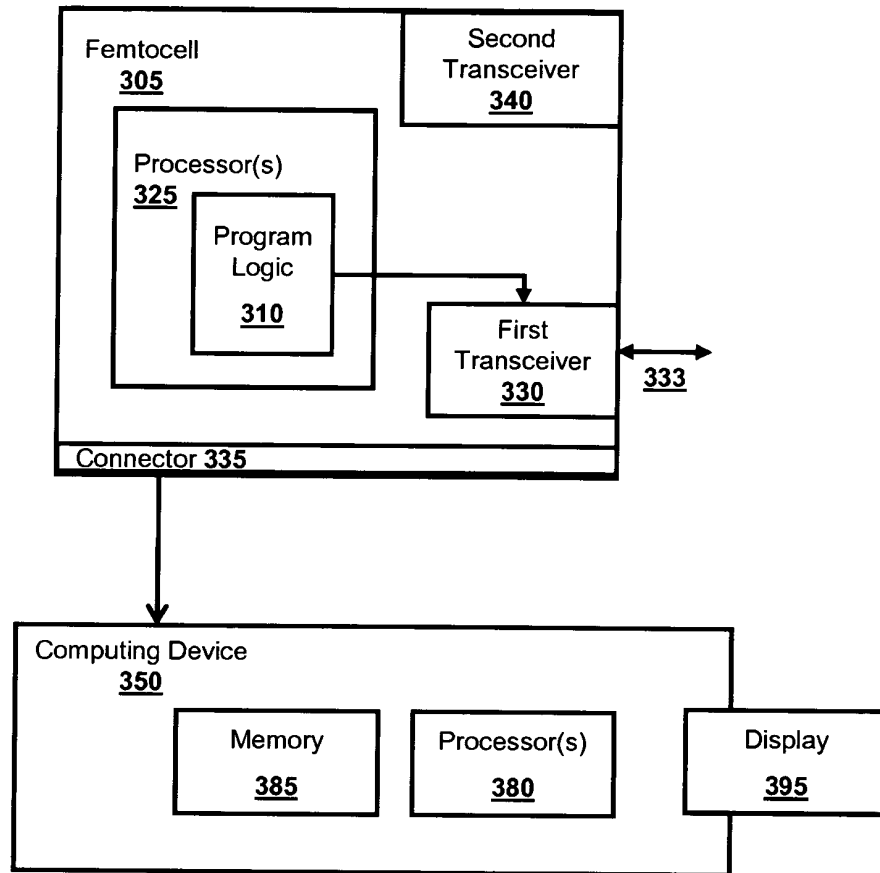 Femtocell
305
Second
Transceiver
340
Processor(s)
325
Program
Logic
310
First
Transceiver
330
333
Connector 335
Computing Device
350
Memory
385
Processor(s)
380
Display
395